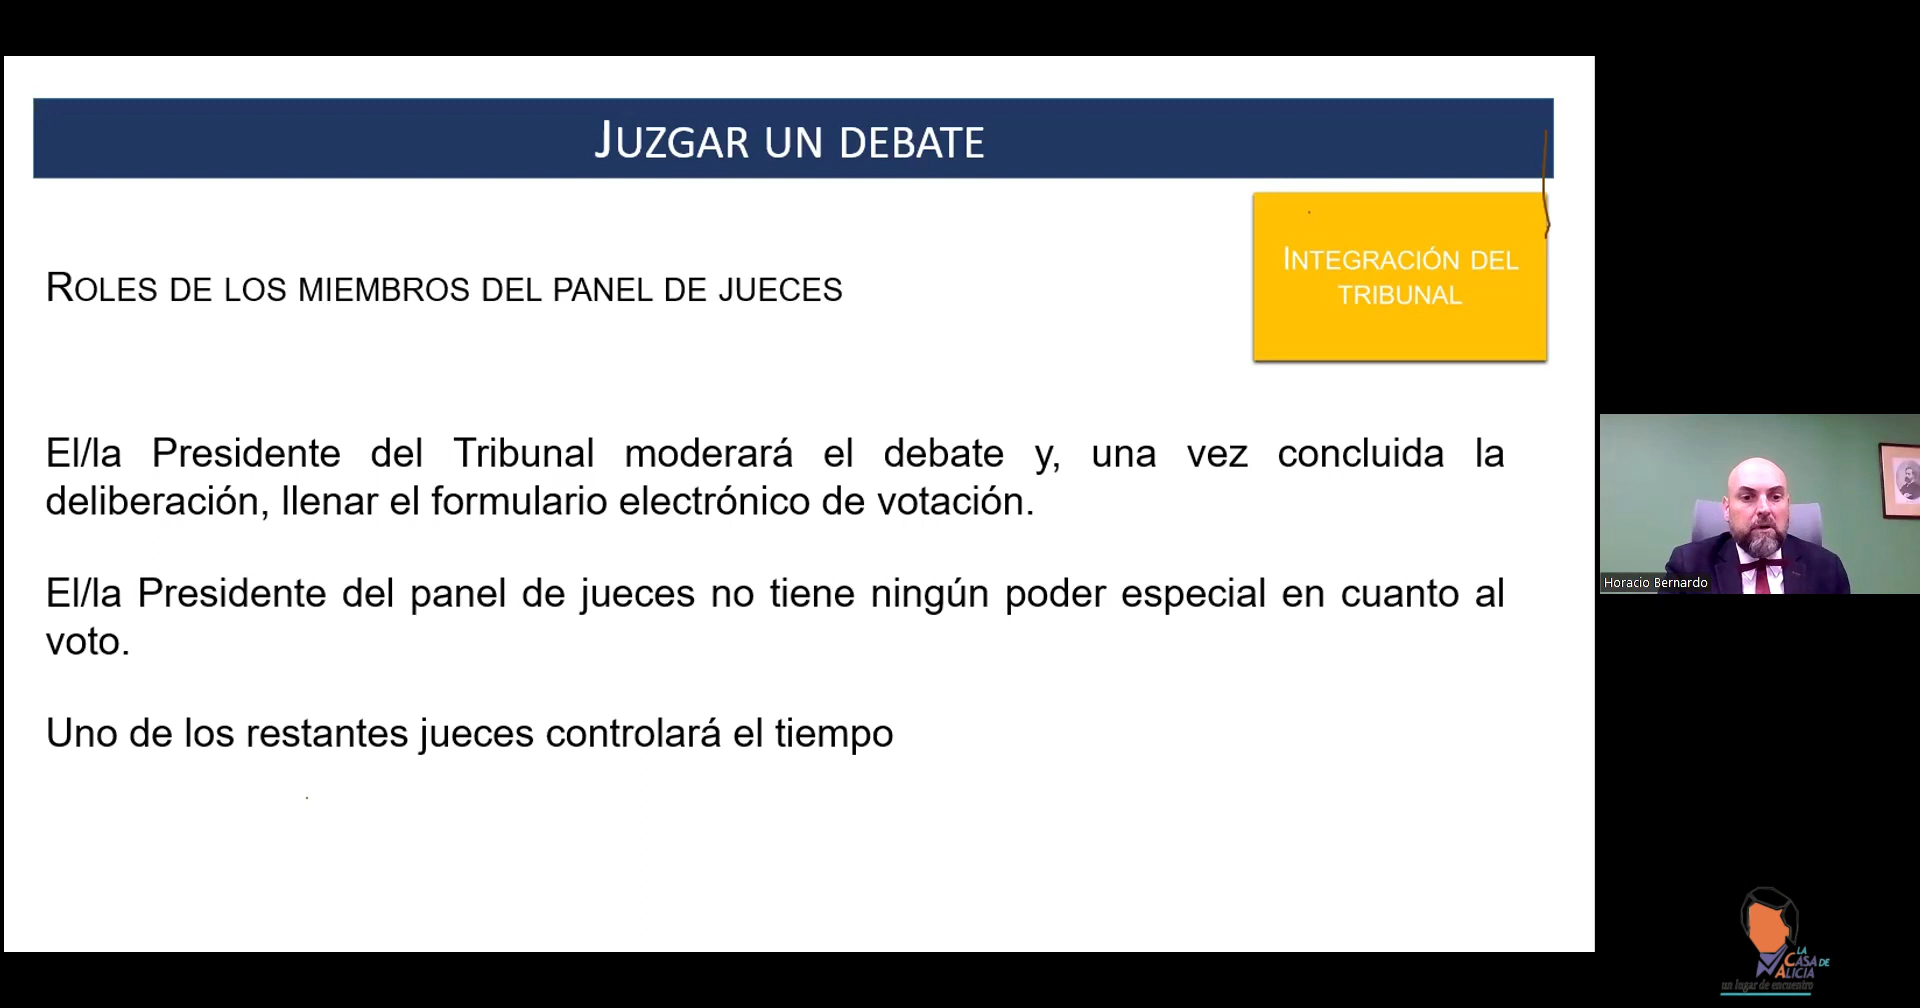 JUZGAR UN DEBATE
INTEGRACIÓN DEL
TRIBUNAL
ROLES DE LOS MIEMBROS DEL PANEL DE JUECES
El/la Presidente del Tribunal moderará el debate y, una vez concluida la
deliberación, llenar el formulario electrónico de votación.
El/la Presidente del panel de jueces no tiene ningún poder especial en cuanto al
voto.
Uno de los restantes jueces controlará el tiempo
Horacio Bernardo
LA
CASA DE
ALICIA
un lugar de encuentro